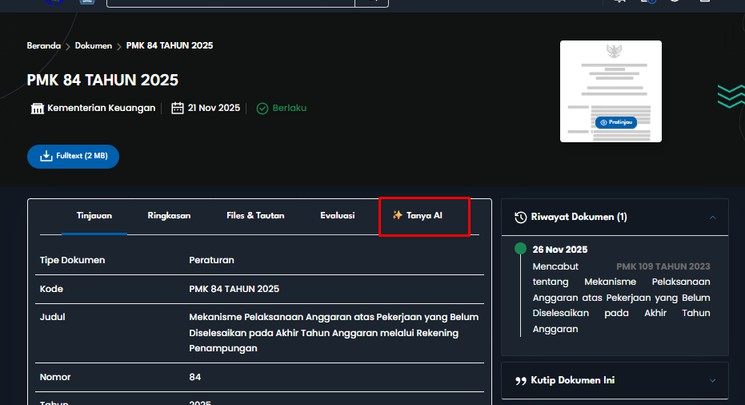 Beranda > Dokumen > PMK 84 TAHUN 2025
PMK 84 TAHUN 2025
Kementerian Keuangan | 21 Nov 2025 | Berlaku
Pratinjau
Fulltext (2 MB)
Tinjauan Ringkasan Files & Tautan Evaluasi Tanya AI
Tipe Dokumen Peraturan
Kode PMK 84 TAHUN 2025
Judul Mekanisme Pelaksanaan Anggaran atas Pekerjaan yang Belum
Diselesaikan pada Akhir Tahun Anggaran melalui Rekening
Penampungan
Nomor 84
Tahun 2025
Riwayat Dokumen (1)
26 Nov 2025
Mencabut PMK 109 TAHUN 2023
tentang Mekanisme Pelaksanaan
Anggaran atas Pekerjaan yang Belum
Diselesaikan pada Akhir Tahun
Anggaran
Kutip Dokumen Ini